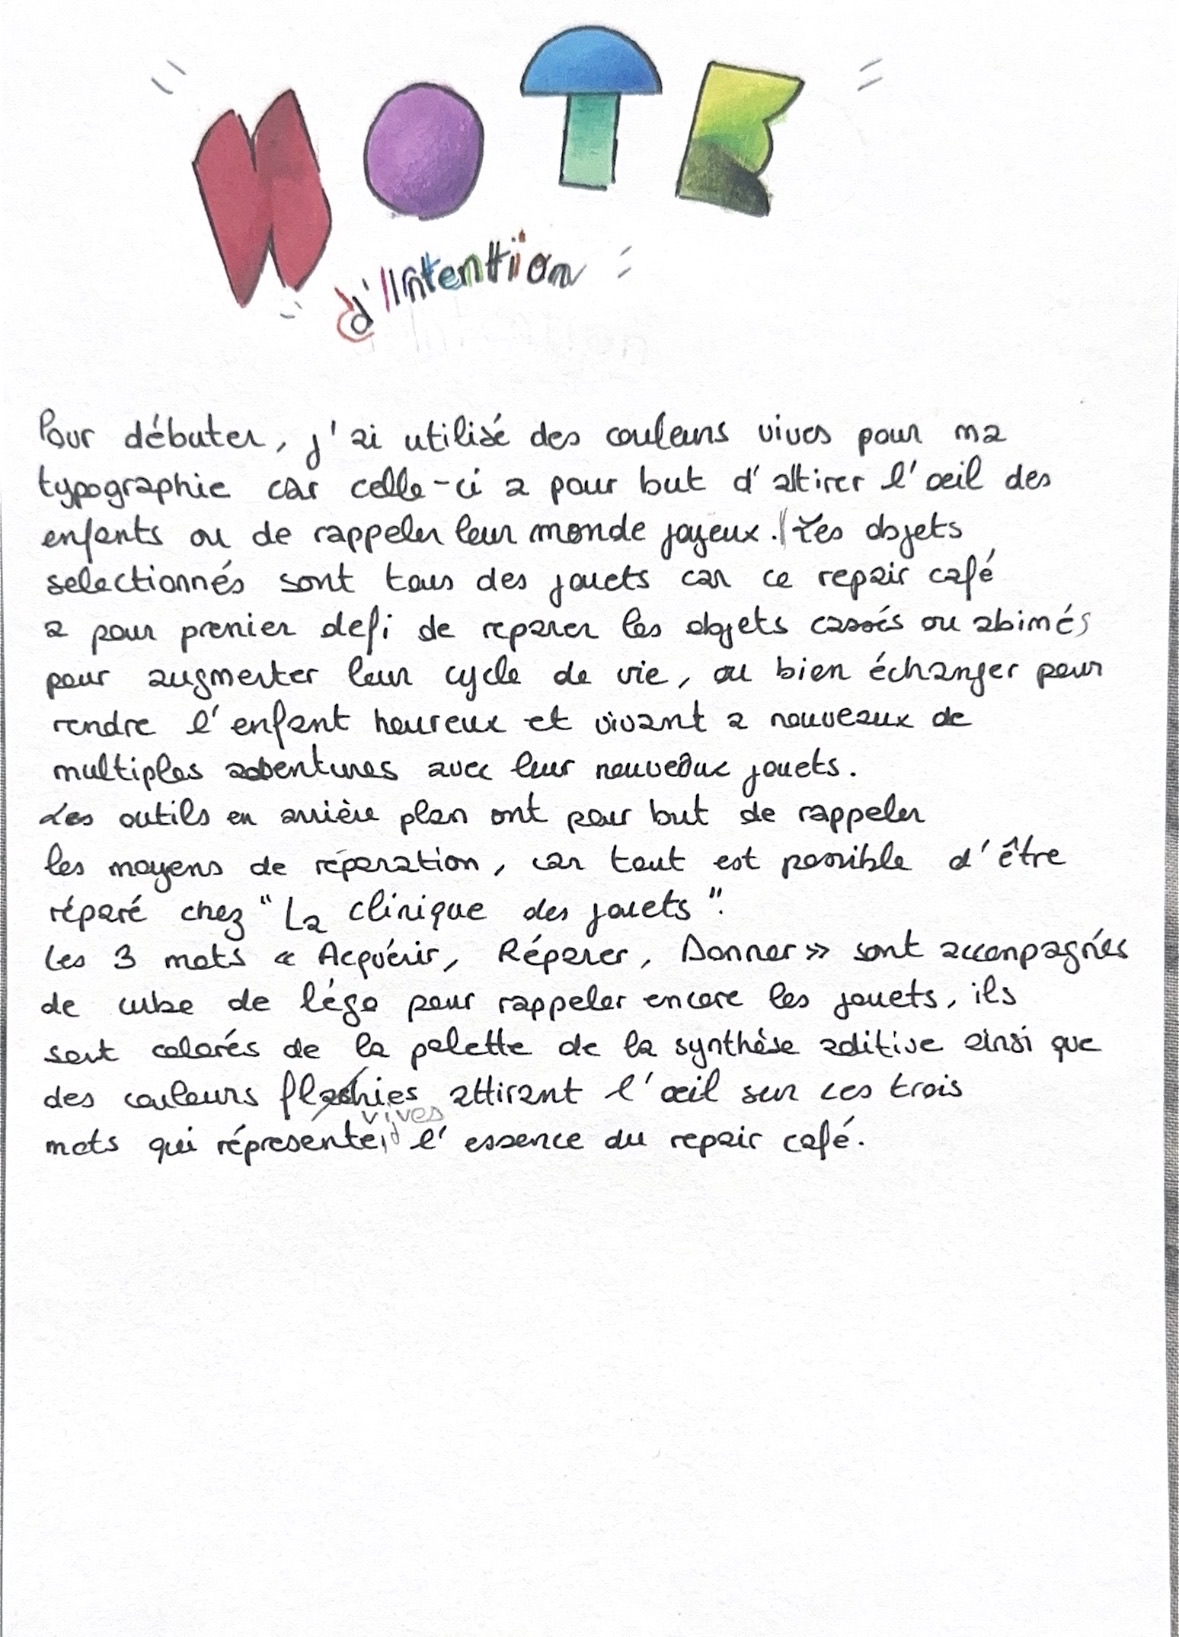 NOTE
d'Intention
Pour débuter, j'ai utilisé des couleurs vives pour ma
typographie car celle-ci a pour but d'attirer l'œil des
enfants ou de rappeler leur monde joyeux. Les objets
selectionnés sont tous des jouets car ce repair café
a pour premier defi de reparer les objets cassés ou abimés
pour augmenter leur cycle de vie, ou bien échanger pour
rendre l'enfant heureux et vivant a nouveaux de
multiples adventures avec leur nouveaux jouets.
Les outils en arrière plan ont pour but de rappeler
les moyens de réparation, car tout est possible d'être
réparé chez "La clinique des jouets".
Les 3 mots « Acquérir, Réparer, Donner » sont accompagnés
de cube de légo pour rappeler encore les jouets, ils
sont colorés de la palette de la synthèse aditive ainsi que
des couleurs flashies attirant l'œil sur ces trois
vives
mots qui réprésentent l'essence du repair café.